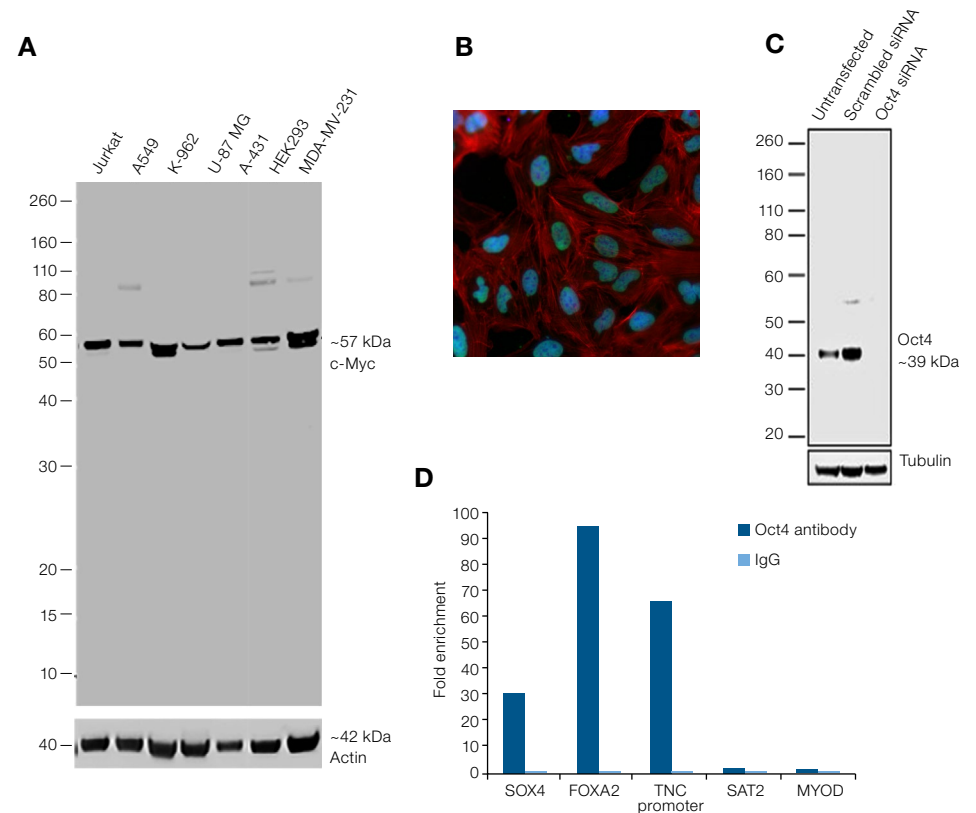 A
Jurkat
A549
K-962
U-87 MG
A-431
HEK293
MDA-MV-231
260
160
110
80
60
50
40
30
20
15
10
~57 kDa
c-Myc
40
~42 kDa
Actin
B
C
Untransfected
Scrambled siRNA
Oct4 siRNA
260
160
110
80
60
50
40
30
20
Oct4
~39 kDa
Tubulin
D
Fold enrichment
100
90
80
70
60
50
40
30
20
10
0
Oct4 antibody
IgG
SOX4
FOXA2
TNC
promoter
SAT2
MYOD